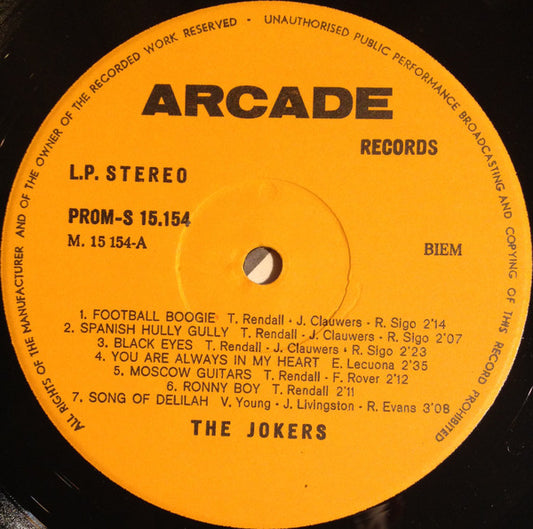 ALL RIGHTS OF THE MANUFACTURER AND OF THE OWNER OF THE RECORDED WORK RESERVED - UNAUTHORISED PUBLIC PERFORMANCE BROADCASTING AND COPYING OF THIS RECORD PROHIBITED
ARCADE
RECORDS
L.P. STEREO
PROM-S 15.154
M. 15 154-A
BIEM
1. FOOTBALL BOOGIE T. Rendall - J. Clauwers - R. Sigo 2'14
2. SPANISH HULLY GULLY T. Rendall - J. Clauwers - R. Sigo 2'07
3. BLACK EYES T. Rendall - J. Clauwers - R. Sigo 2'23
4. YOU ARE ALWAYS IN MY HEART E. Lecuona 2'35
5. MOSCOW GUITARS T. Rendall - F. Rover 2'12
6. RONNY BOY T. Rendall 2'11
7. SONG OF DELILAH V. Young - J. Livingston - R. Evans 3'08
THE JOKERS